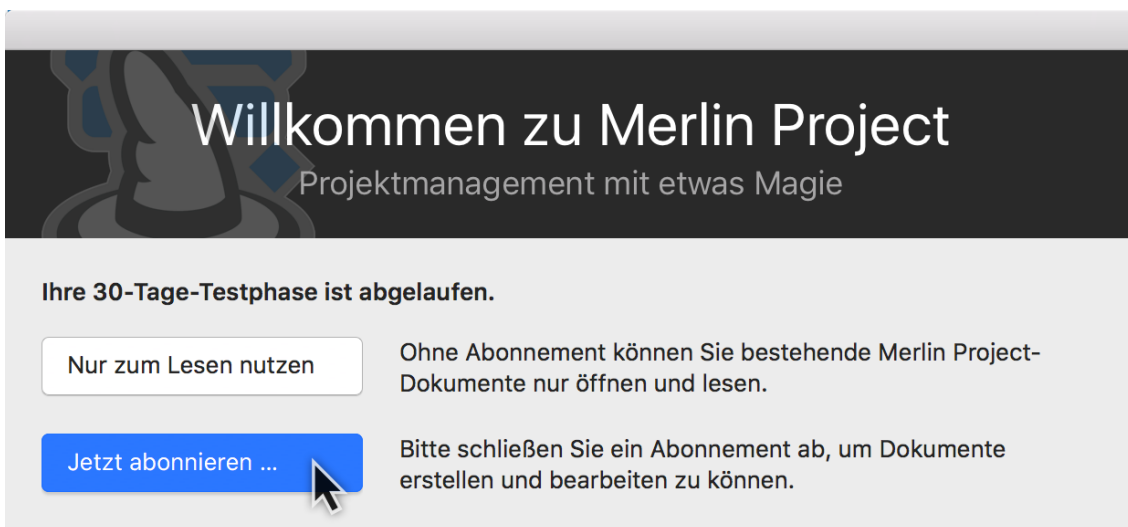 Willkommen zu Merlin Project
Projektmanagement mit etwas Magie
Ihre 30-Tage-Testphase ist abgelaufen.
Nur zum Lesen nutzen
Ohne Abonnement können Sie bestehende Merlin Project-
Dokumente nur öffnen und lesen.
Jetzt abonnieren ...
Bitte schließen Sie ein Abonnement ab, um Dokumente
erstellen und bearbeiten zu können.